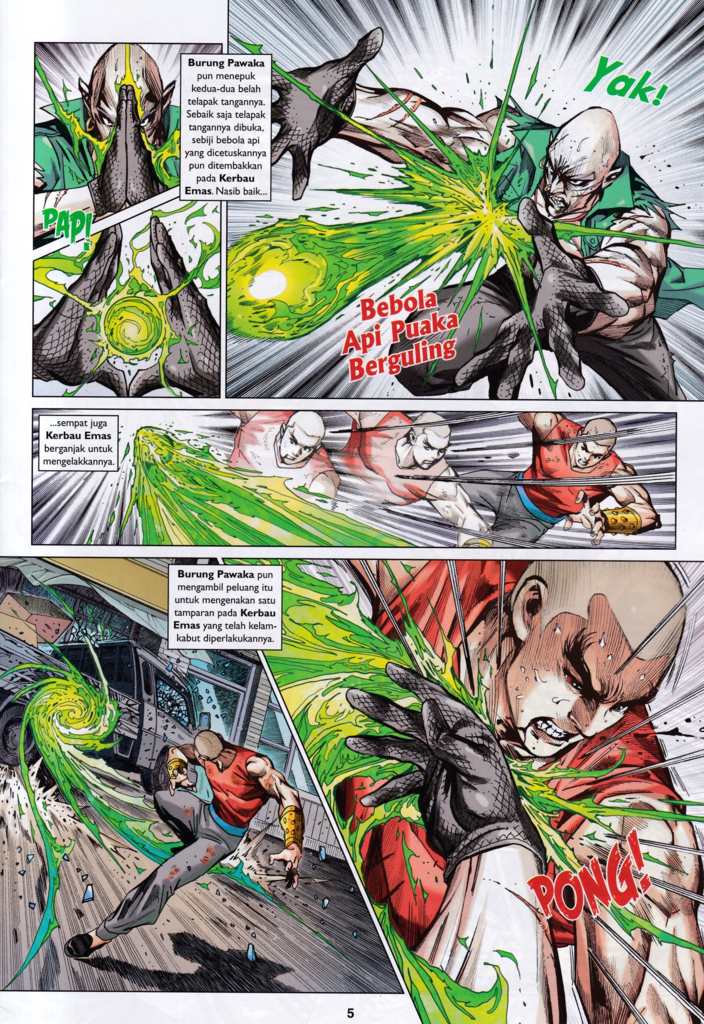 Burung Pawaka
pun menepuk
kedua-dua belah
telapak tangannya.
Sebaik saja telapak
tangannya dibuka,
sebiji bebola api
yang dicetuskannya
pun ditembakkan
pada Kerbau
Emas. Nasib baik...
PAP!
Yak!
Bebola
Api Puaka
Berguling
...sempat juga
Kerbau Emas
berganjak untuk
mengelakkannya.
Burung Pawaka pun
mengambil peluang itu
untuk mengenakan satu
tamparan pada Kerbau
Emas yang telah kelam-
kabut diperlakukannya.
PONG!
5